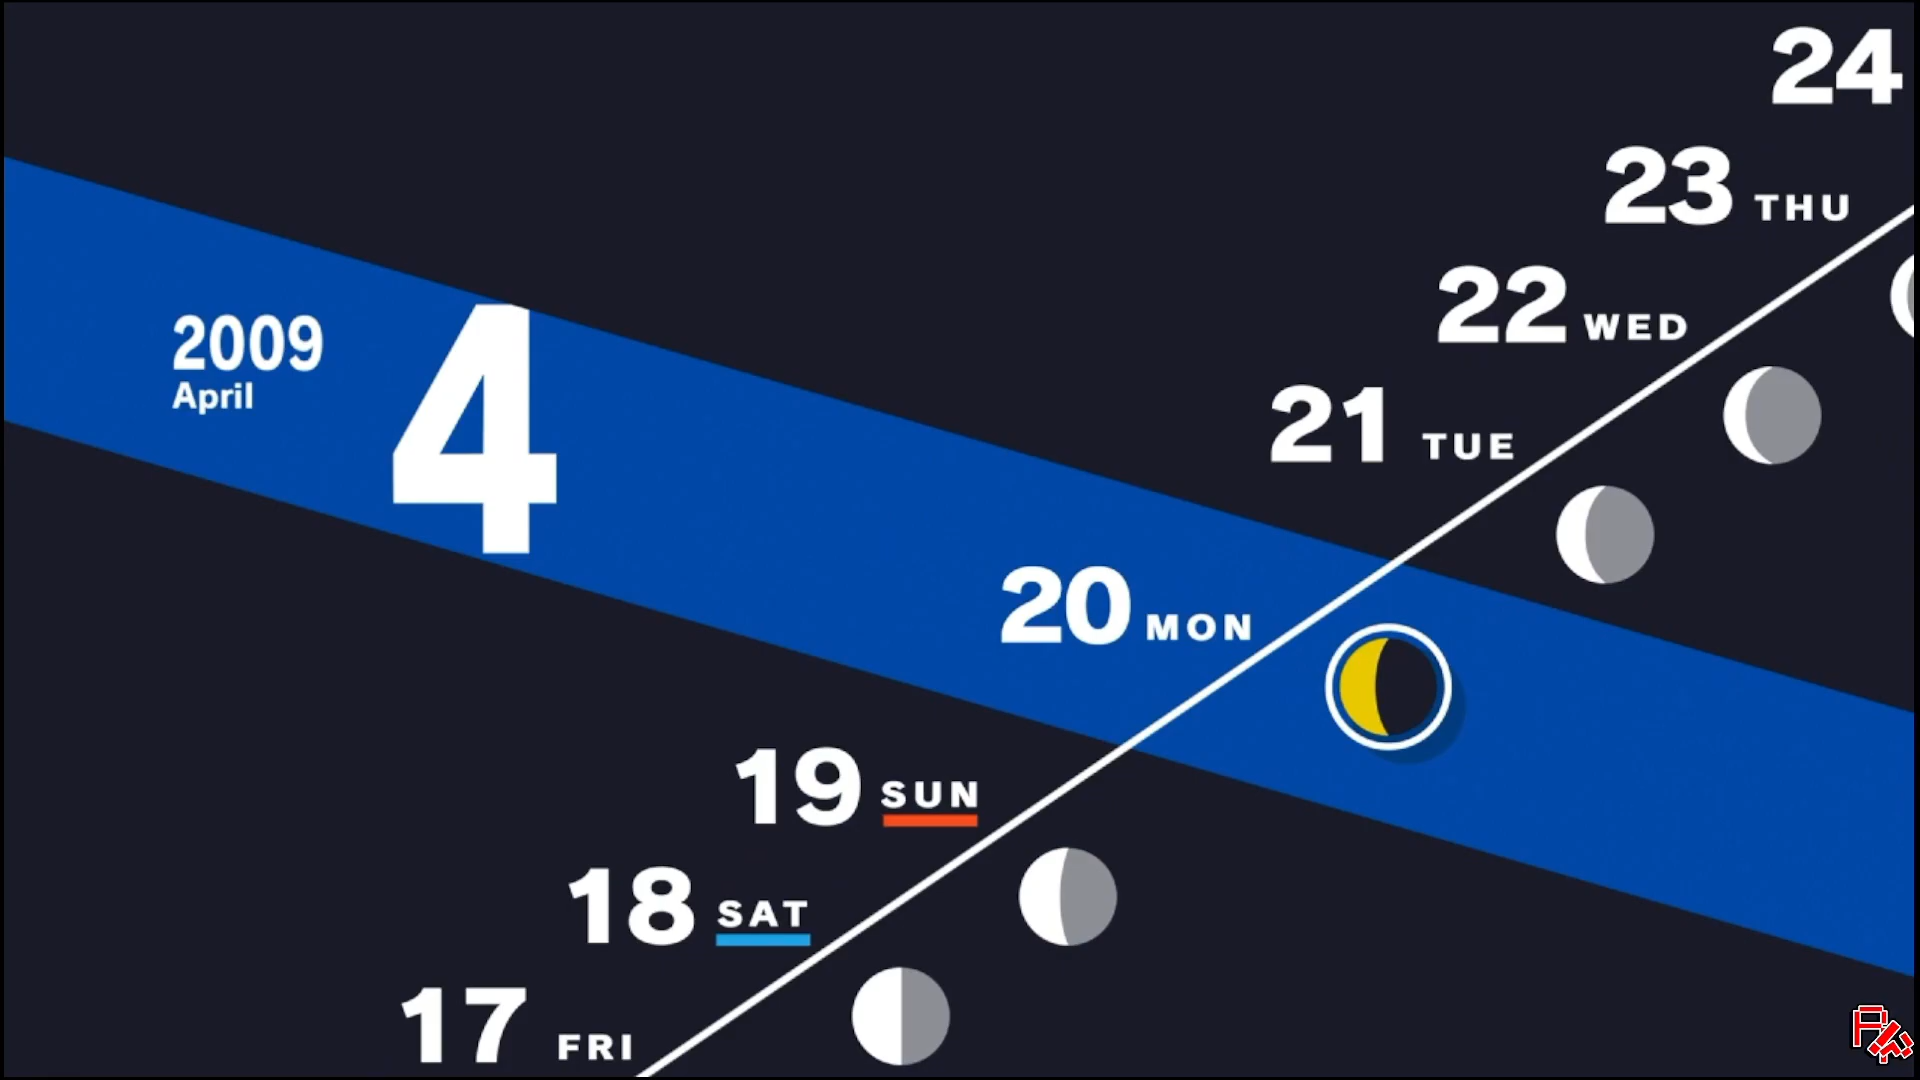 24
23 THU
22 WED
21 TUE
2009
April
4
20 MON
19 SUN
18 SAT
17 FRI